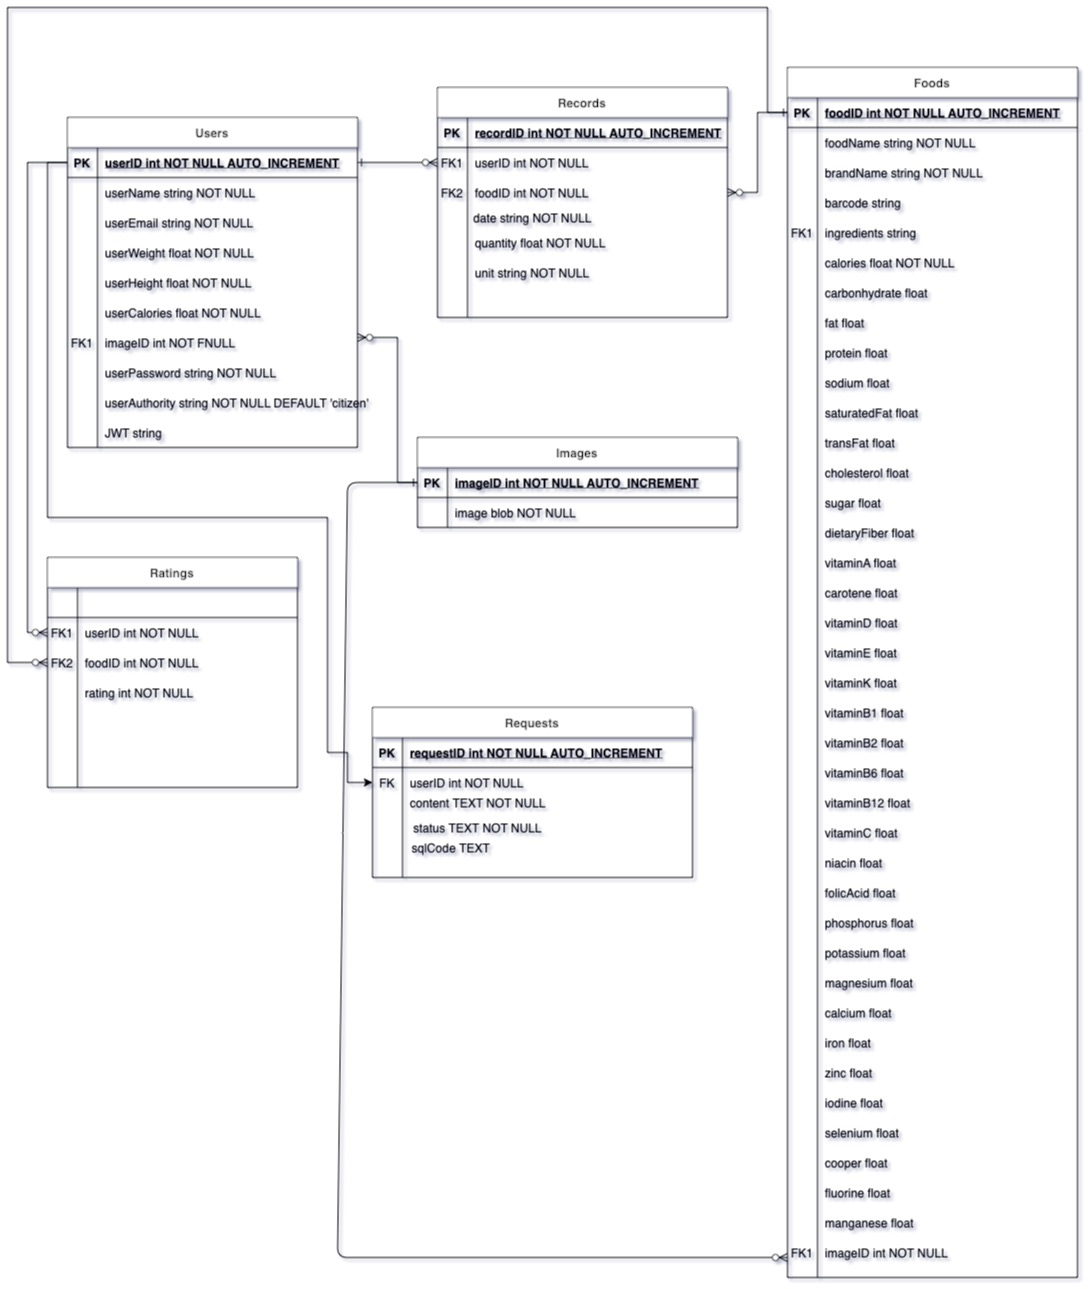 Users
PK userID int NOT NULL AUTO_INCREMENT
userName string NOT NULL
userEmail string NOT NULL
userWeight float NOT NULL
userHeight float NOT NULL
userCalories float NOT NULL
FK1 imageID int NOT FNULL
userPassword string NOT NULL
userAuthority string NOT NULL DEFAULT 'citizen'
JWT string
Records
PK recordID int NOT NULL AUTO_INCREMENT
FK1 userID int NOT NULL
FK2 foodID int NOT NULL
date string NOT NULL
quantity float NOT NULL
unit string NOT NULL
Foods
PK foodID int NOT NULL AUTO_INCREMENT
foodName string NOT NULL
brandName string NOT NULL
barcode string
FK1 ingredients string
calories float NOT NULL
carbonhydrate float
fat float
protein float
sodium float
saturatedFat float
transFat float
cholesterol float
sugar float
dietaryFiber float
vitaminA float
carotene float
vitaminD float
vitaminE float
vitaminK float
vitaminB1 float
vitaminB2 float
vitaminB6 float
vitaminB12 float
vitaminC float
niacin float
folicAcid float
phosphorus float
potassium float
magnesium float
calcium float
iron float
zinc float
iodine float
selenium float
cooper float
fluorine float
manganese float
FK1 imageID int NOT NULL
Images
PK imageID int NOT NULL AUTO_INCREMENT
image blob NOT NULL
Ratings
FK1 userID int NOT NULL
FK2 foodID int NOT NULL
rating int NOT NULL
Requests
PK requestID int NOT NULL AUTO_INCREMENT
FK userID int NOT NULL
content TEXT NOT NULL
status TEXT NOT NULL
sqlCode TEXT